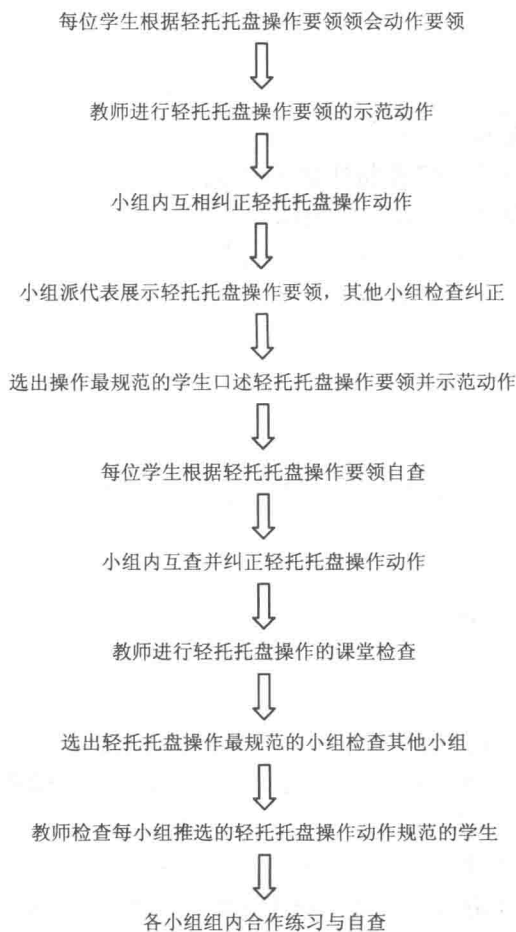 每位学生根据轻托托盘操作要领领会动作要领
教师进行轻托托盘操作要领的示范动作
小组内互相纠正轻托托盘操作动作
小组派代表展示轻托托盘操作要领，其他小组检查纠正
选出操作最规范的学生口述轻托托盘操作要领并示范动作
每位学生根据轻托托盘操作要领自查
小组内互查并纠正轻托托盘操作动作
教师进行轻托托盘操作的课堂检查
选出轻托托盘操作最规范的小组检查其他小组
教师检查每小组推选的轻托托盘操作动作规范的学生
各小组组内合作练习与自查